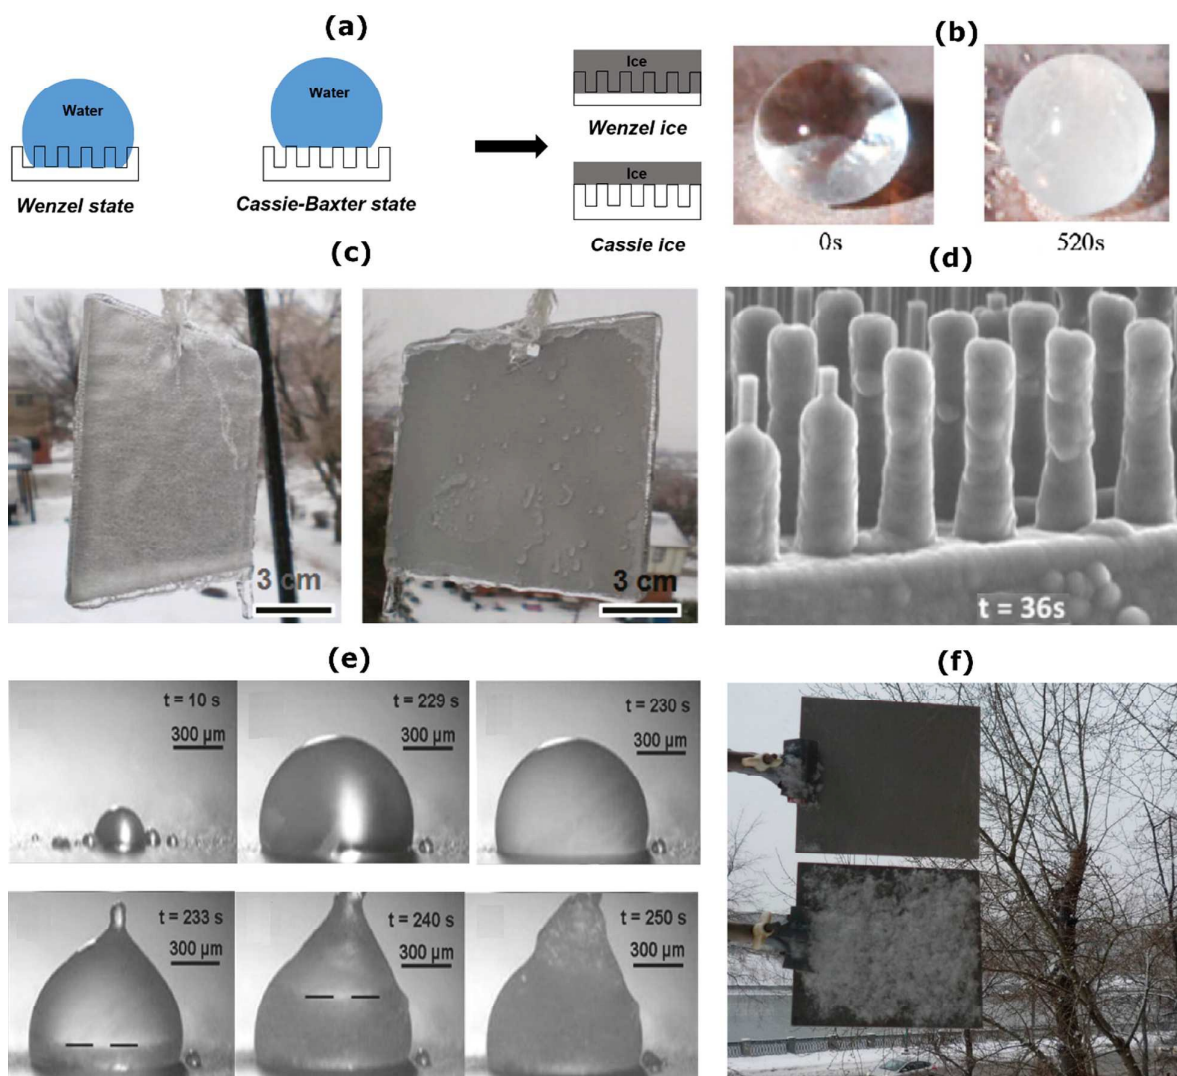 (a)
Water
Wenzel state
Water
Cassie-Baxter state
Ice
Wenzel ice
Ice
Cassie ice
(b)
0s
520s
(c)
3 cm
3 cm
(d)
t = 36s
(e)
t = 10 s
300 µm
t = 229 s
300 µm
t = 230 s
300 µm
t = 233 s
300 µm
t = 240 s
300 µm
t = 250 s
300 µm
(f)